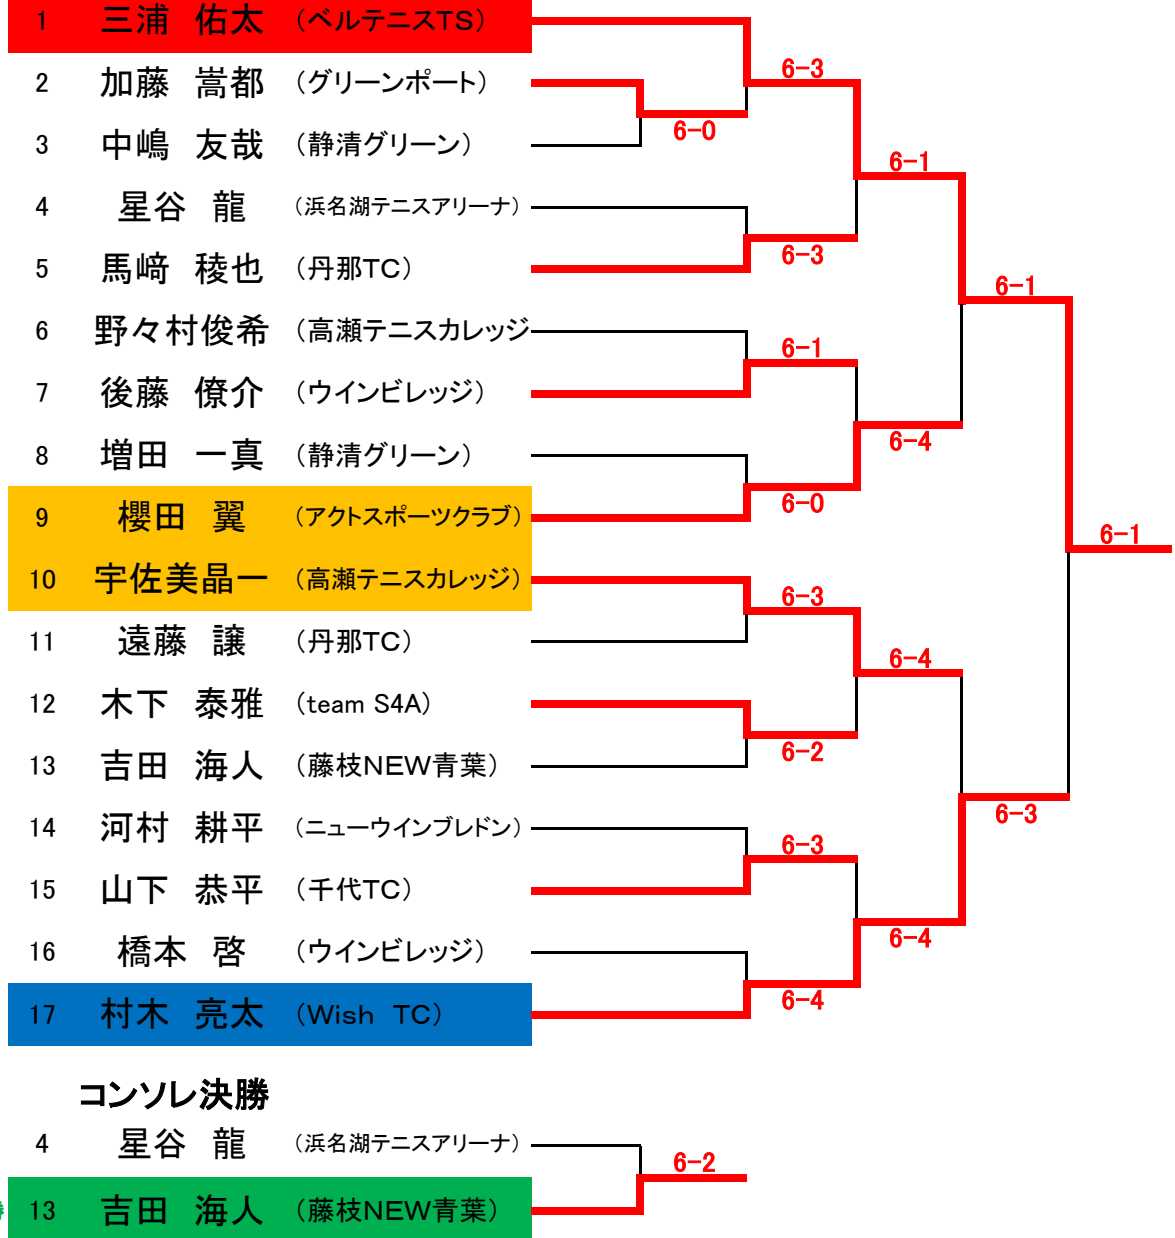 1 三浦 佑太 (ベルテニスTS)
6-3
2 加藤 嵩都 (グリーンポート)
6-0
3 中嶋 友哉 (静清グリーン)
6-1
4 星谷 龍 (浜名湖テニスアリーナ)
6-3
5 馬﨑 稜也 (丹那TC)
6-1
6 野々村俊希 (高瀬テニスカレッジ
6-1
7 後藤 僚介 (ウインビレッジ)
6-4
8 増田 一真 (静清グリーン)
6-0
9 櫻田 翼 (アクトスポーツクラブ)
6-1
10 宇佐美晶一 (高瀬テニスカレッジ)
6-3
11 遠藤 譲 (丹那TC)
6-4
12 木下 泰雅 (team S4A)
6-2
13 吉田 海人 (藤枝NEW青葉)
6-3
14 河村 耕平 (ニューウインブレドン)
6-3
15 山下 恭平 (千代TC)
6-4
16 橋本 啓 (ウインビレッジ)
6-4
17 村木 亮太 (Wish TC)
コンソレ決勝
4 星谷 龍 (浜名湖テニスアリーナ)
6-2
13 吉田 海人 (藤枝NEW青葉)